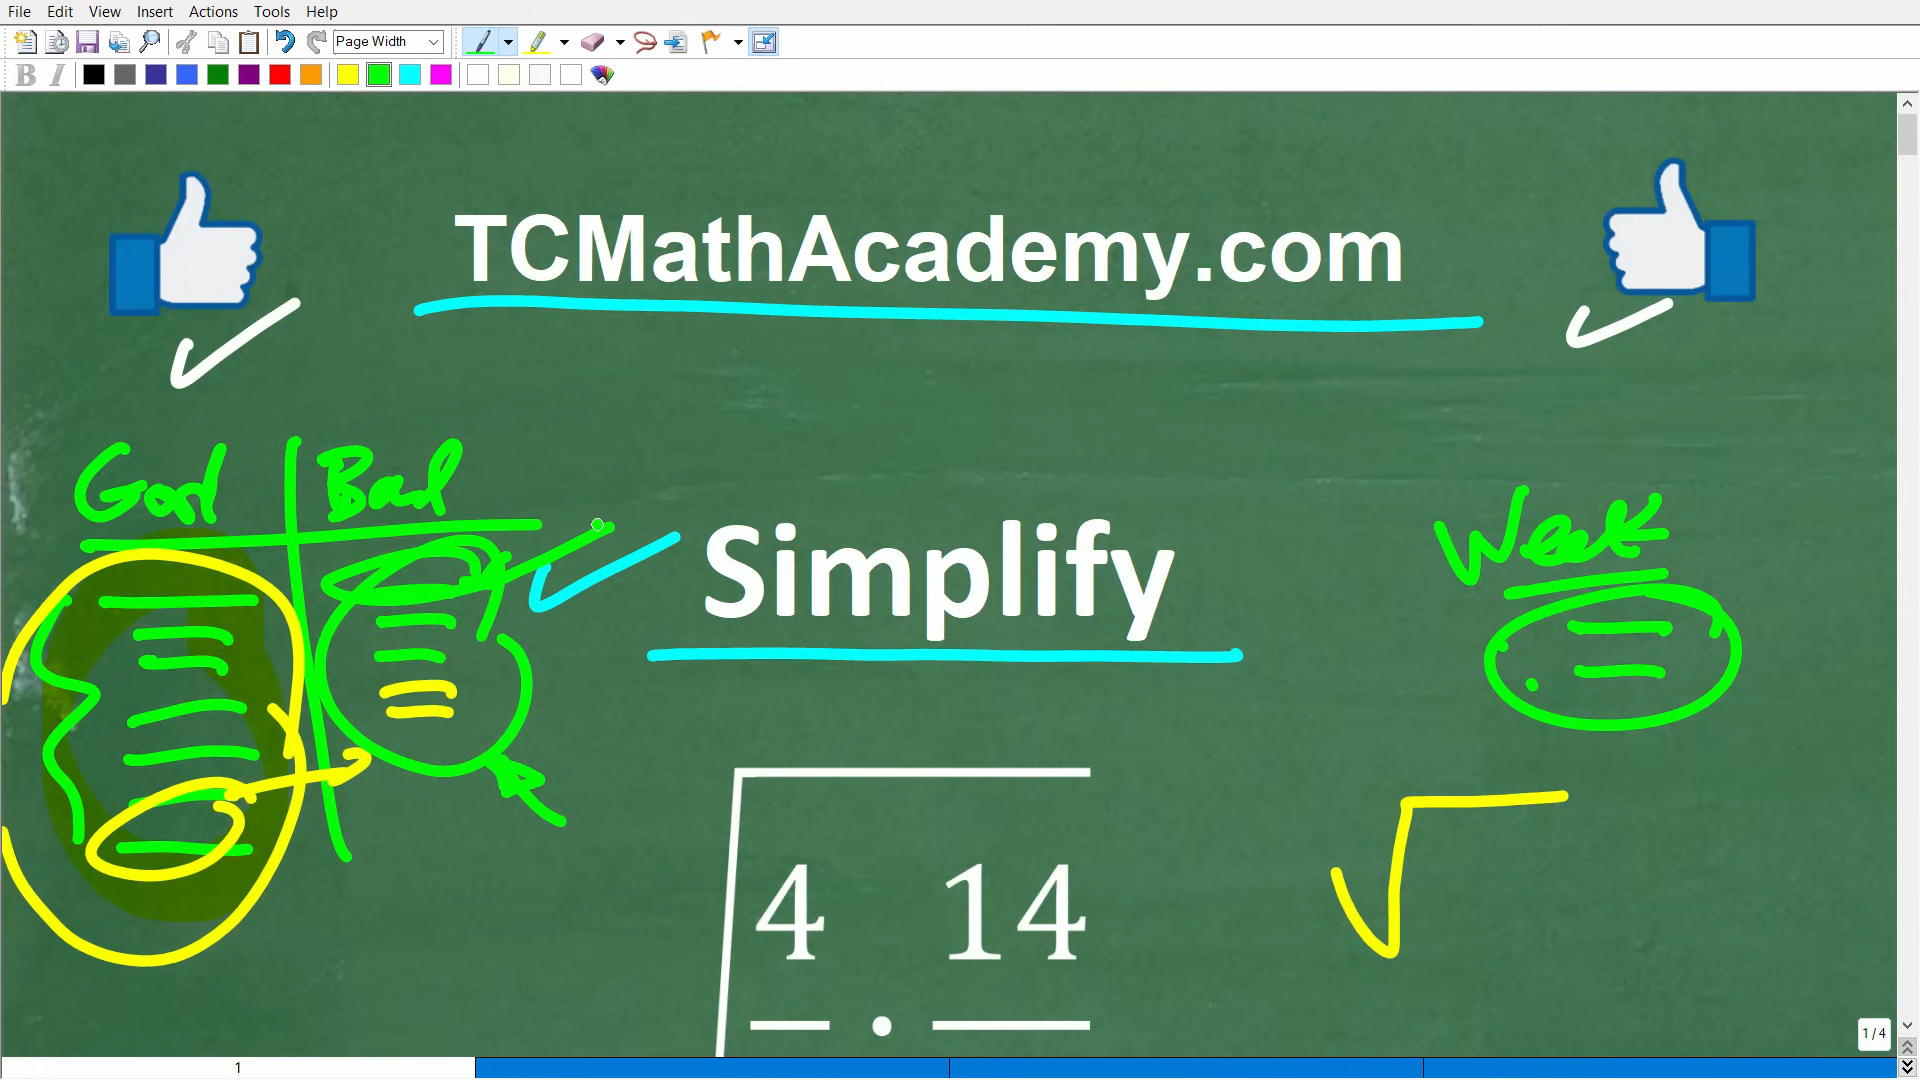 File Edit View Insert Actions Tools Help
Page Width
B I
TCMathAcademy.com
Good Bad
Simplify
Week
4 14
.
1 / 4
1